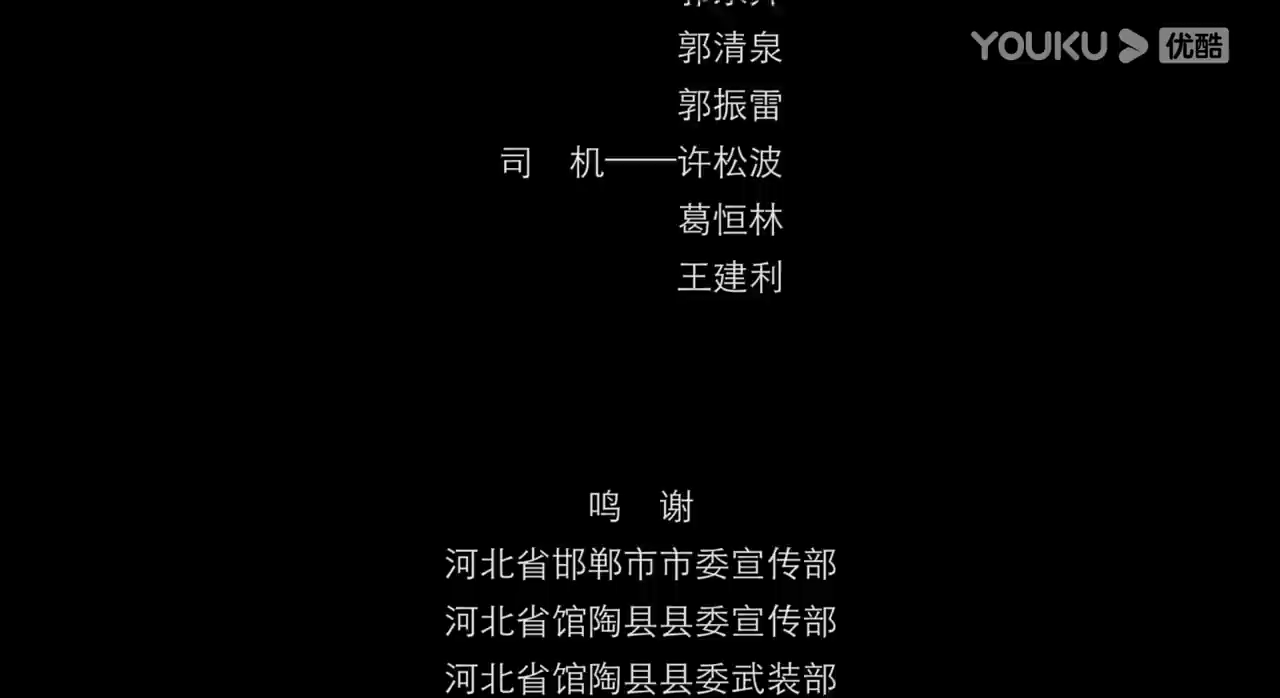 YOUKU 优酷
郭清泉
郭振雷
司 机——许松波
葛恒林
王建利
鸣 谢
河北省邯郸市市委宣传部
河北省馆陶县县委宣传部
河北省馆陶县县委武装部